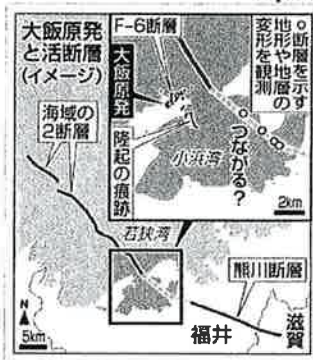 大飯原発
と活断層
(イメージ)
海域の
2断層
F-6断層
大飯原発
隆起の痕跡
○断層を示す
地形や地層の
変形を観測
つながる?
小浜湾
2km
若狭湾
熊川断層
滋賀
福井
N
5km